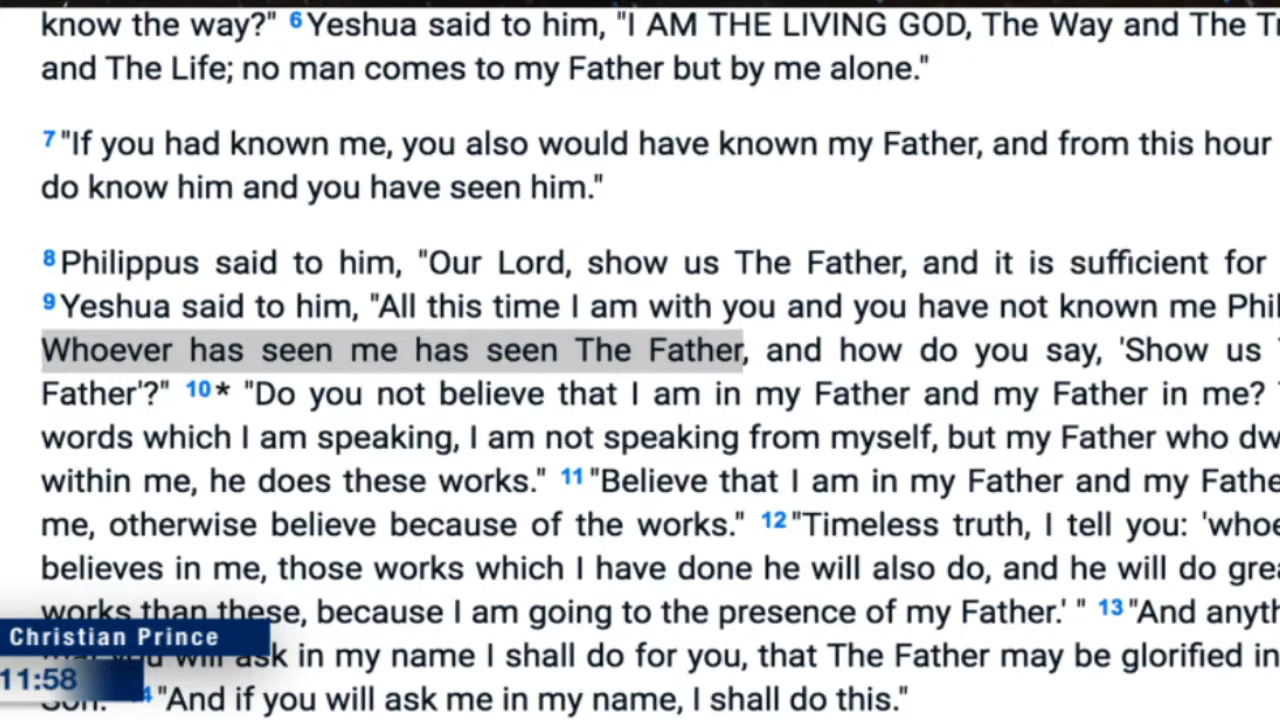 know the way?" 6 Yeshua said to him, "I AM THE LIVING GOD, The Way and The
and The Life; no man comes to my Father but by me alone."
7 "If you had known me, you also would have known my Father, and from this hour
do know him and you have seen him."
8 Philippus said to him, "Our Lord, show us The Father, and it is sufficient for
9 Yeshua said to him, "All this time I am with you and you have not known me
Whoever has seen me has seen The Father, and how do you say, 'Show us
Father'?" 10* "Do you not believe that I am in my Father and my Father in me?
words which I am speaking, I am not speaking from myself, but my Father who
within me, he does these works." 11 "Believe that I am in my Father and my
me, otherwise believe because of the works." 12 "Timeless truth, I tell you:
believes in me, those works which I have done he will also do, and he will do
works than these, because I am going to the presence of my Father.' " 13 "And
Christian Prince
you will ask in my name I shall do for you, that The Father may be glorified in
11:58
Son." "And if you will ask me in my name, I shall do this."